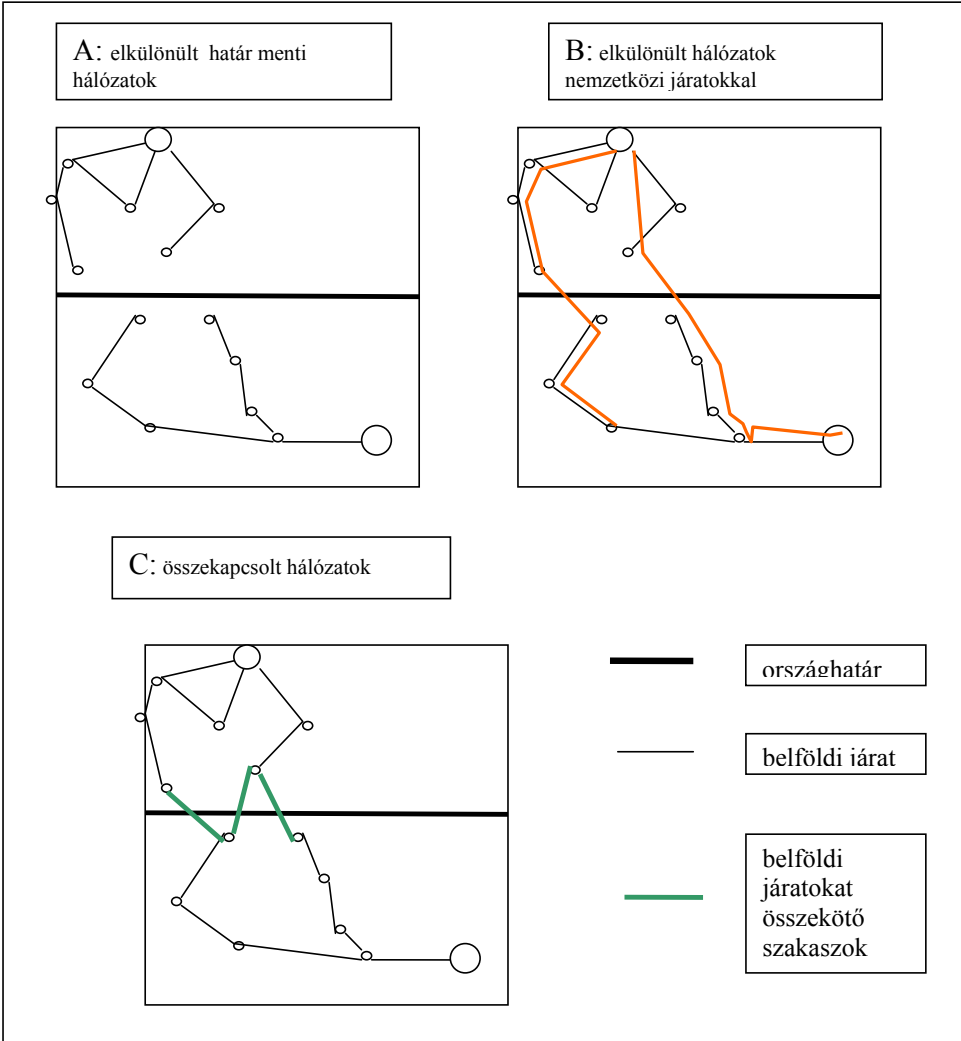 A: elkülönült határ menti
hálózatok
B: elkülönült hálózatok
nemzetközi járatokkal
C: összekapcsolt hálózatok
országhatár
belföldi járat
belföldi
járatokat
összekötő
szakaszok